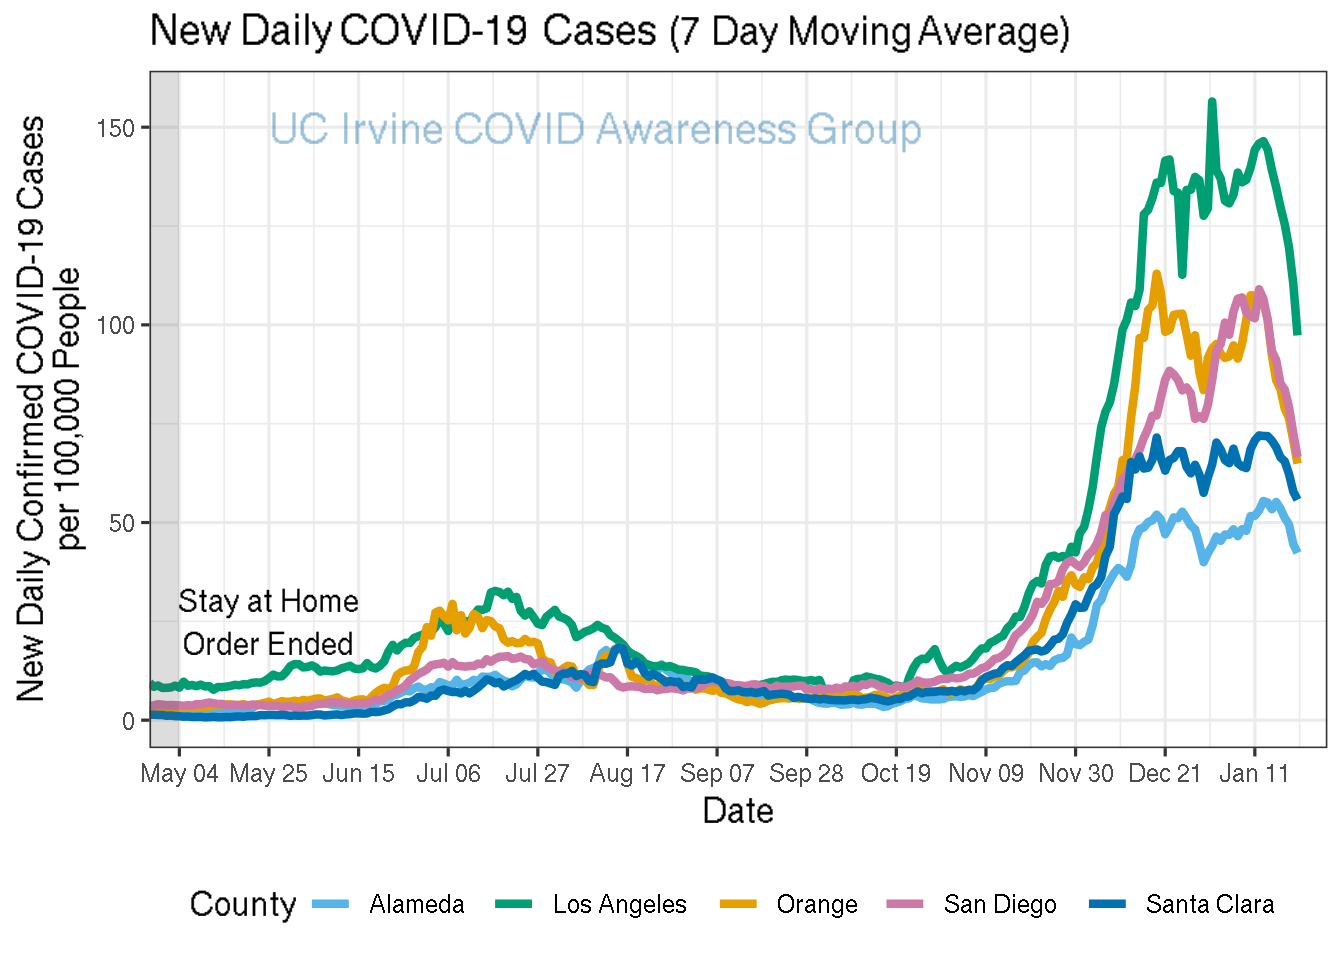 New Daily COVID-19 Cases (7 Day Moving Average)
UC Irvine COVID Awareness Group
New Daily Confirmed COVID-19 Cases
per 100,000 People
150
100
50
0
Stay at Home
Order Ended
May 04 May 25 Jun 15 Jul 06 Jul 27 Aug 17 Sep 07 Sep 28 Oct 19 Nov 09 Nov 30 Dec 21 Jan 11
Date
County Alameda Los Angeles Orange San Diego Santa Clara